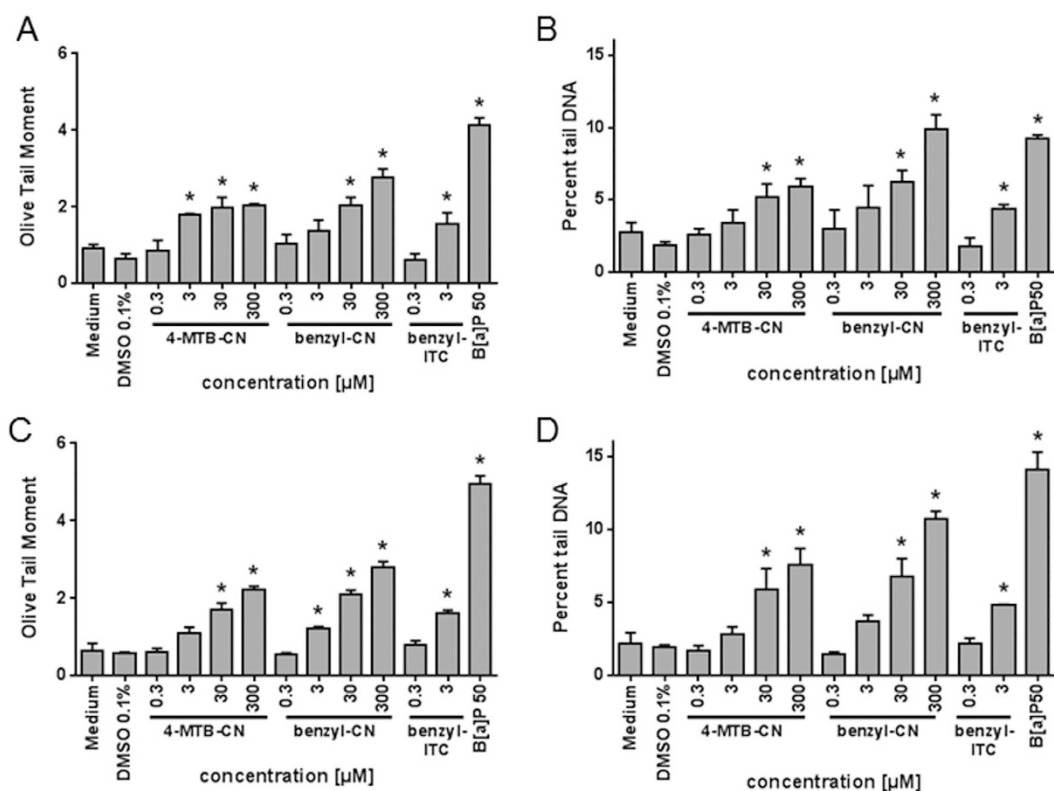 A
Olive Tail Moment
6
4
2
0
* * * * * * *
Medium
DMSO 0.1%
0.3
3
30
300
0.3
3
30
300
0.3
3
B[a]P 50
4-MTB-CN
benzyl-CN
benzyl-
ITC
concentration [µM]
B
Percent tail DNA
15
10
5
0
* * * * * *
Medium
DMSO 0.1%
0.3
3
30
300
0.3
3
30
300
0.3
3
B[a]P50
4-MTB-CN
benzyl-CN
benzyl-
ITC
concentration [µM]
C
Olive Tail Moment
6
4
2
0
* * * * * * *
Medium
DMSO 0.1%
0.3
3
30
300
0.3
3
30
300
0.3
3
B[a]P 50
4-MTB-CN
benzyl-CN
benzyl-
ITC
concentration [µM]
D
Percent tail DNA
15
10
5
0
* * * * * *
Medium
DMSO 0.1%
0.3
3
30
300
0.3
3
30
300
0.3
3
B[a]P50
4-MTB-CN
benzyl-CN
benzyl-
ITC
concentration [µM]